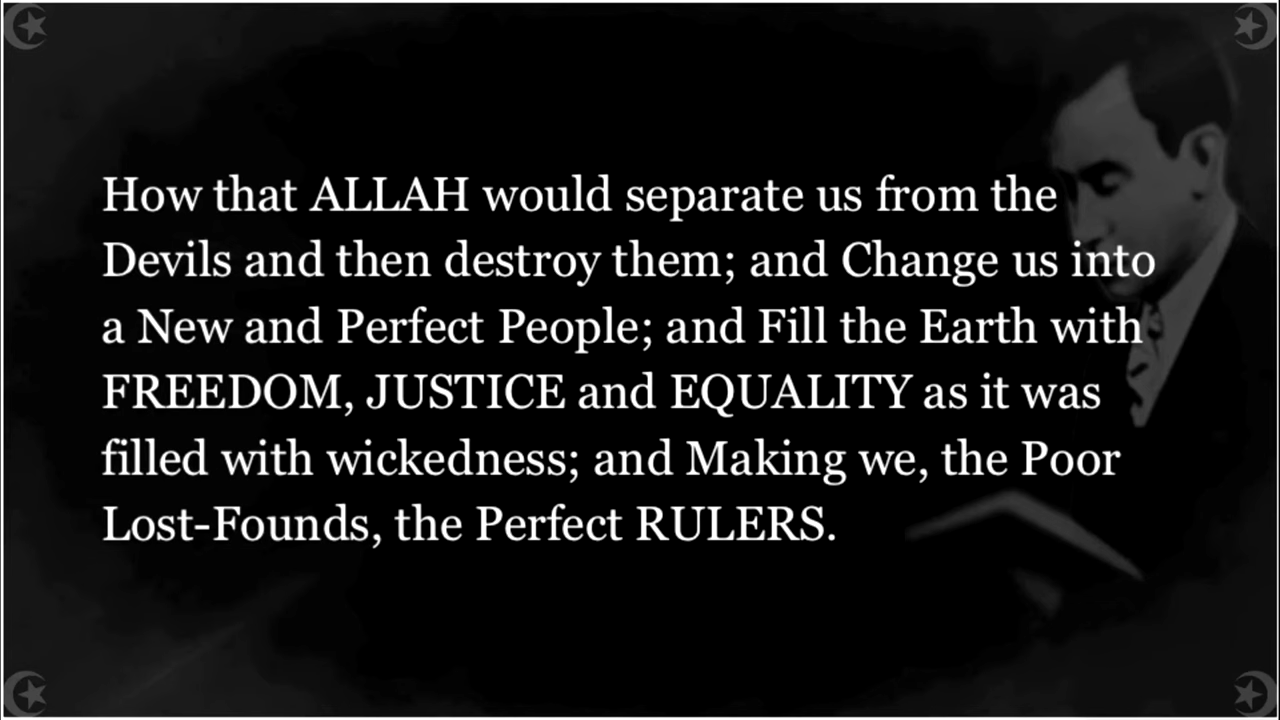 How that ALLAH would separate us from the
Devils and then destroy them; and Change us into
a New and Perfect People; and Fill the Earth with
FREEDOM, JUSTICE and EQUALITY as it was
filled with wickedness; and Making we, the Poor
Lost-Founds, the Perfect RULERS.